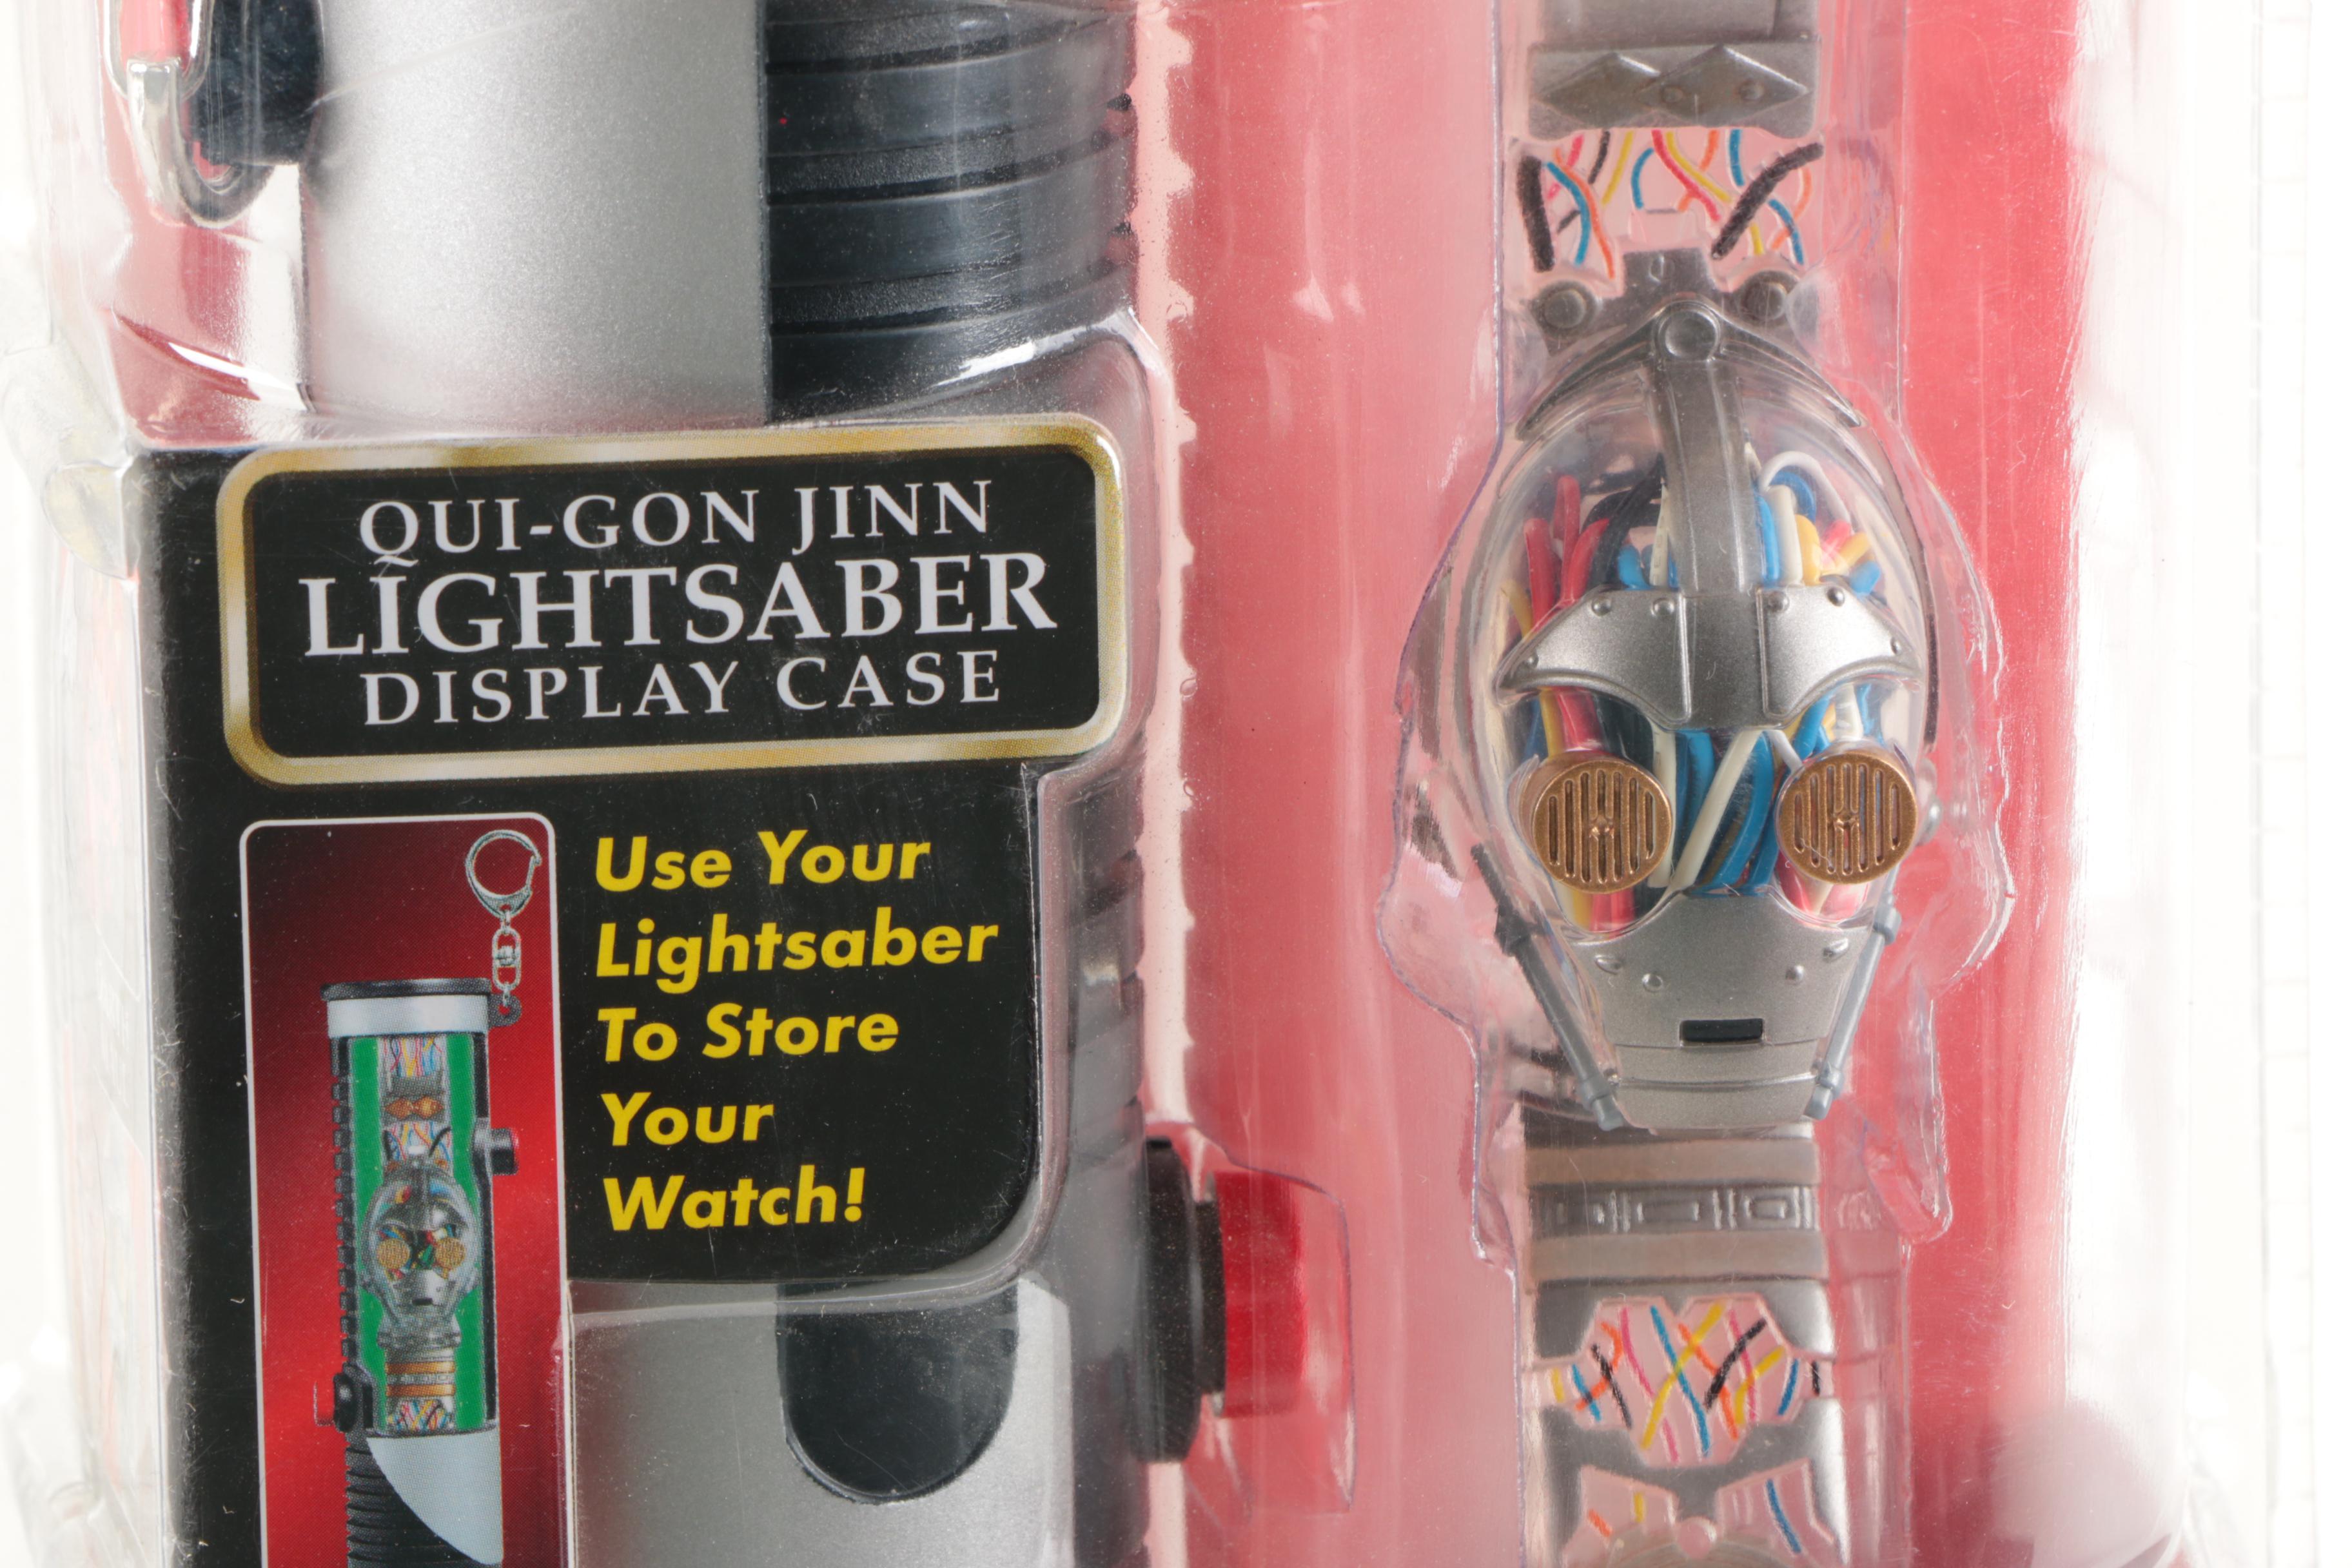 QUI-GON JINN
LIGHTSABER
DISPLAY CASE
Use Your
Lightsaber
To Store
Your
Watch!